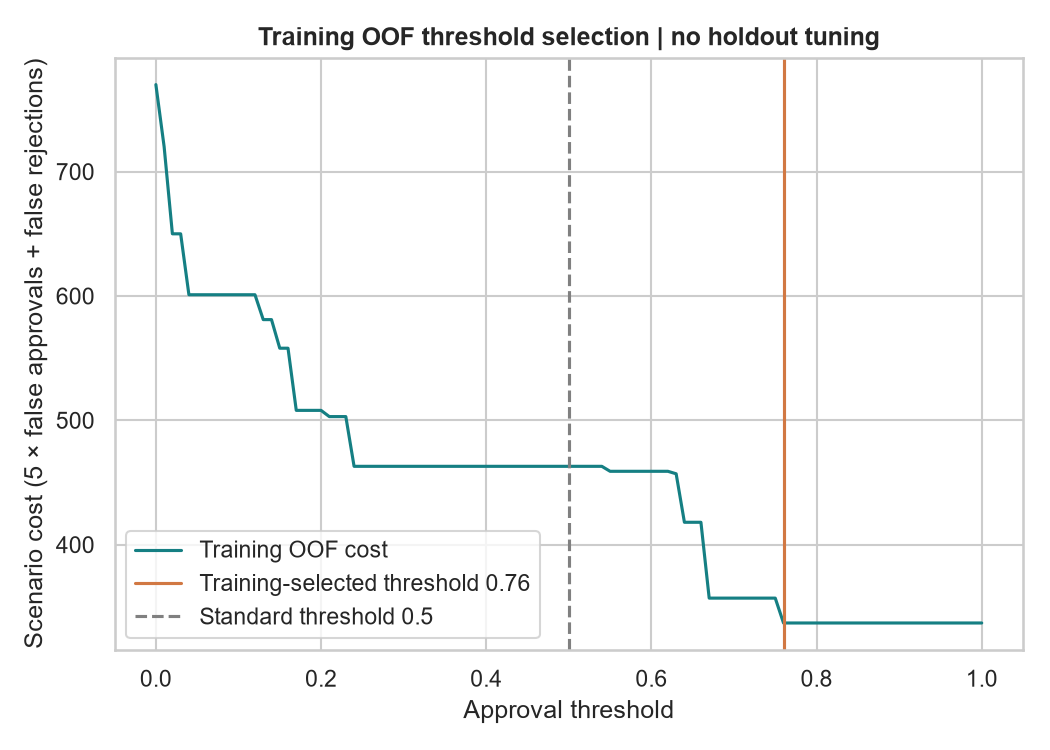 Training OOF threshold selection | no holdout tuning
Scenario cost (5 × false approvals + false rejections)
700
600
500
400
Training OOF cost
Training-selected threshold 0.76
Standard threshold 0.5
0.0 0.2 0.4 0.6 0.8 1.0
Approval threshold